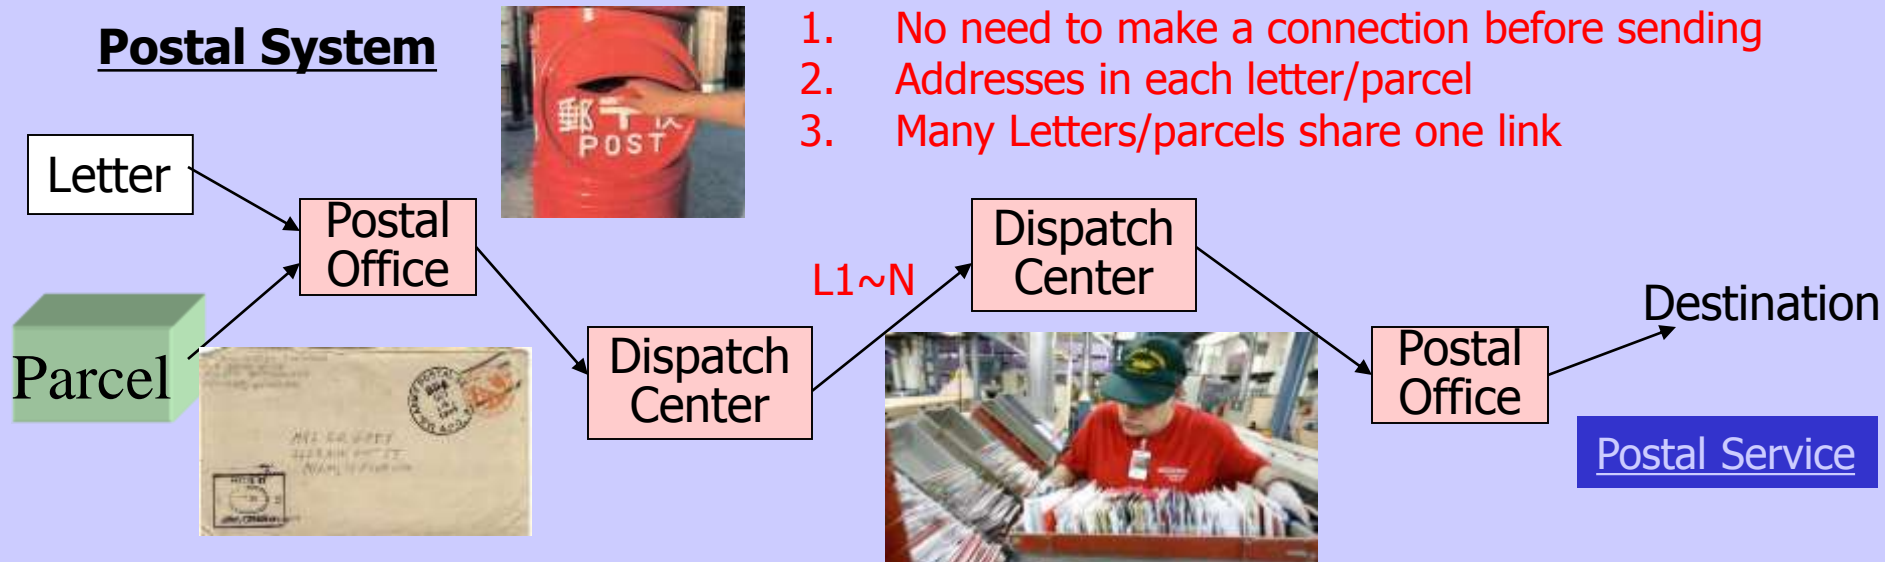 Postal System
1. No need to make a connection before sending
2. Addresses in each letter/parcel
3. Many Letters/parcels share one link
郵
POST
Letter
Postal
Office
Dispatch
Center
L1~N
Destination
Parcel
Dispatch
Center
Postal
Office
Postal Service